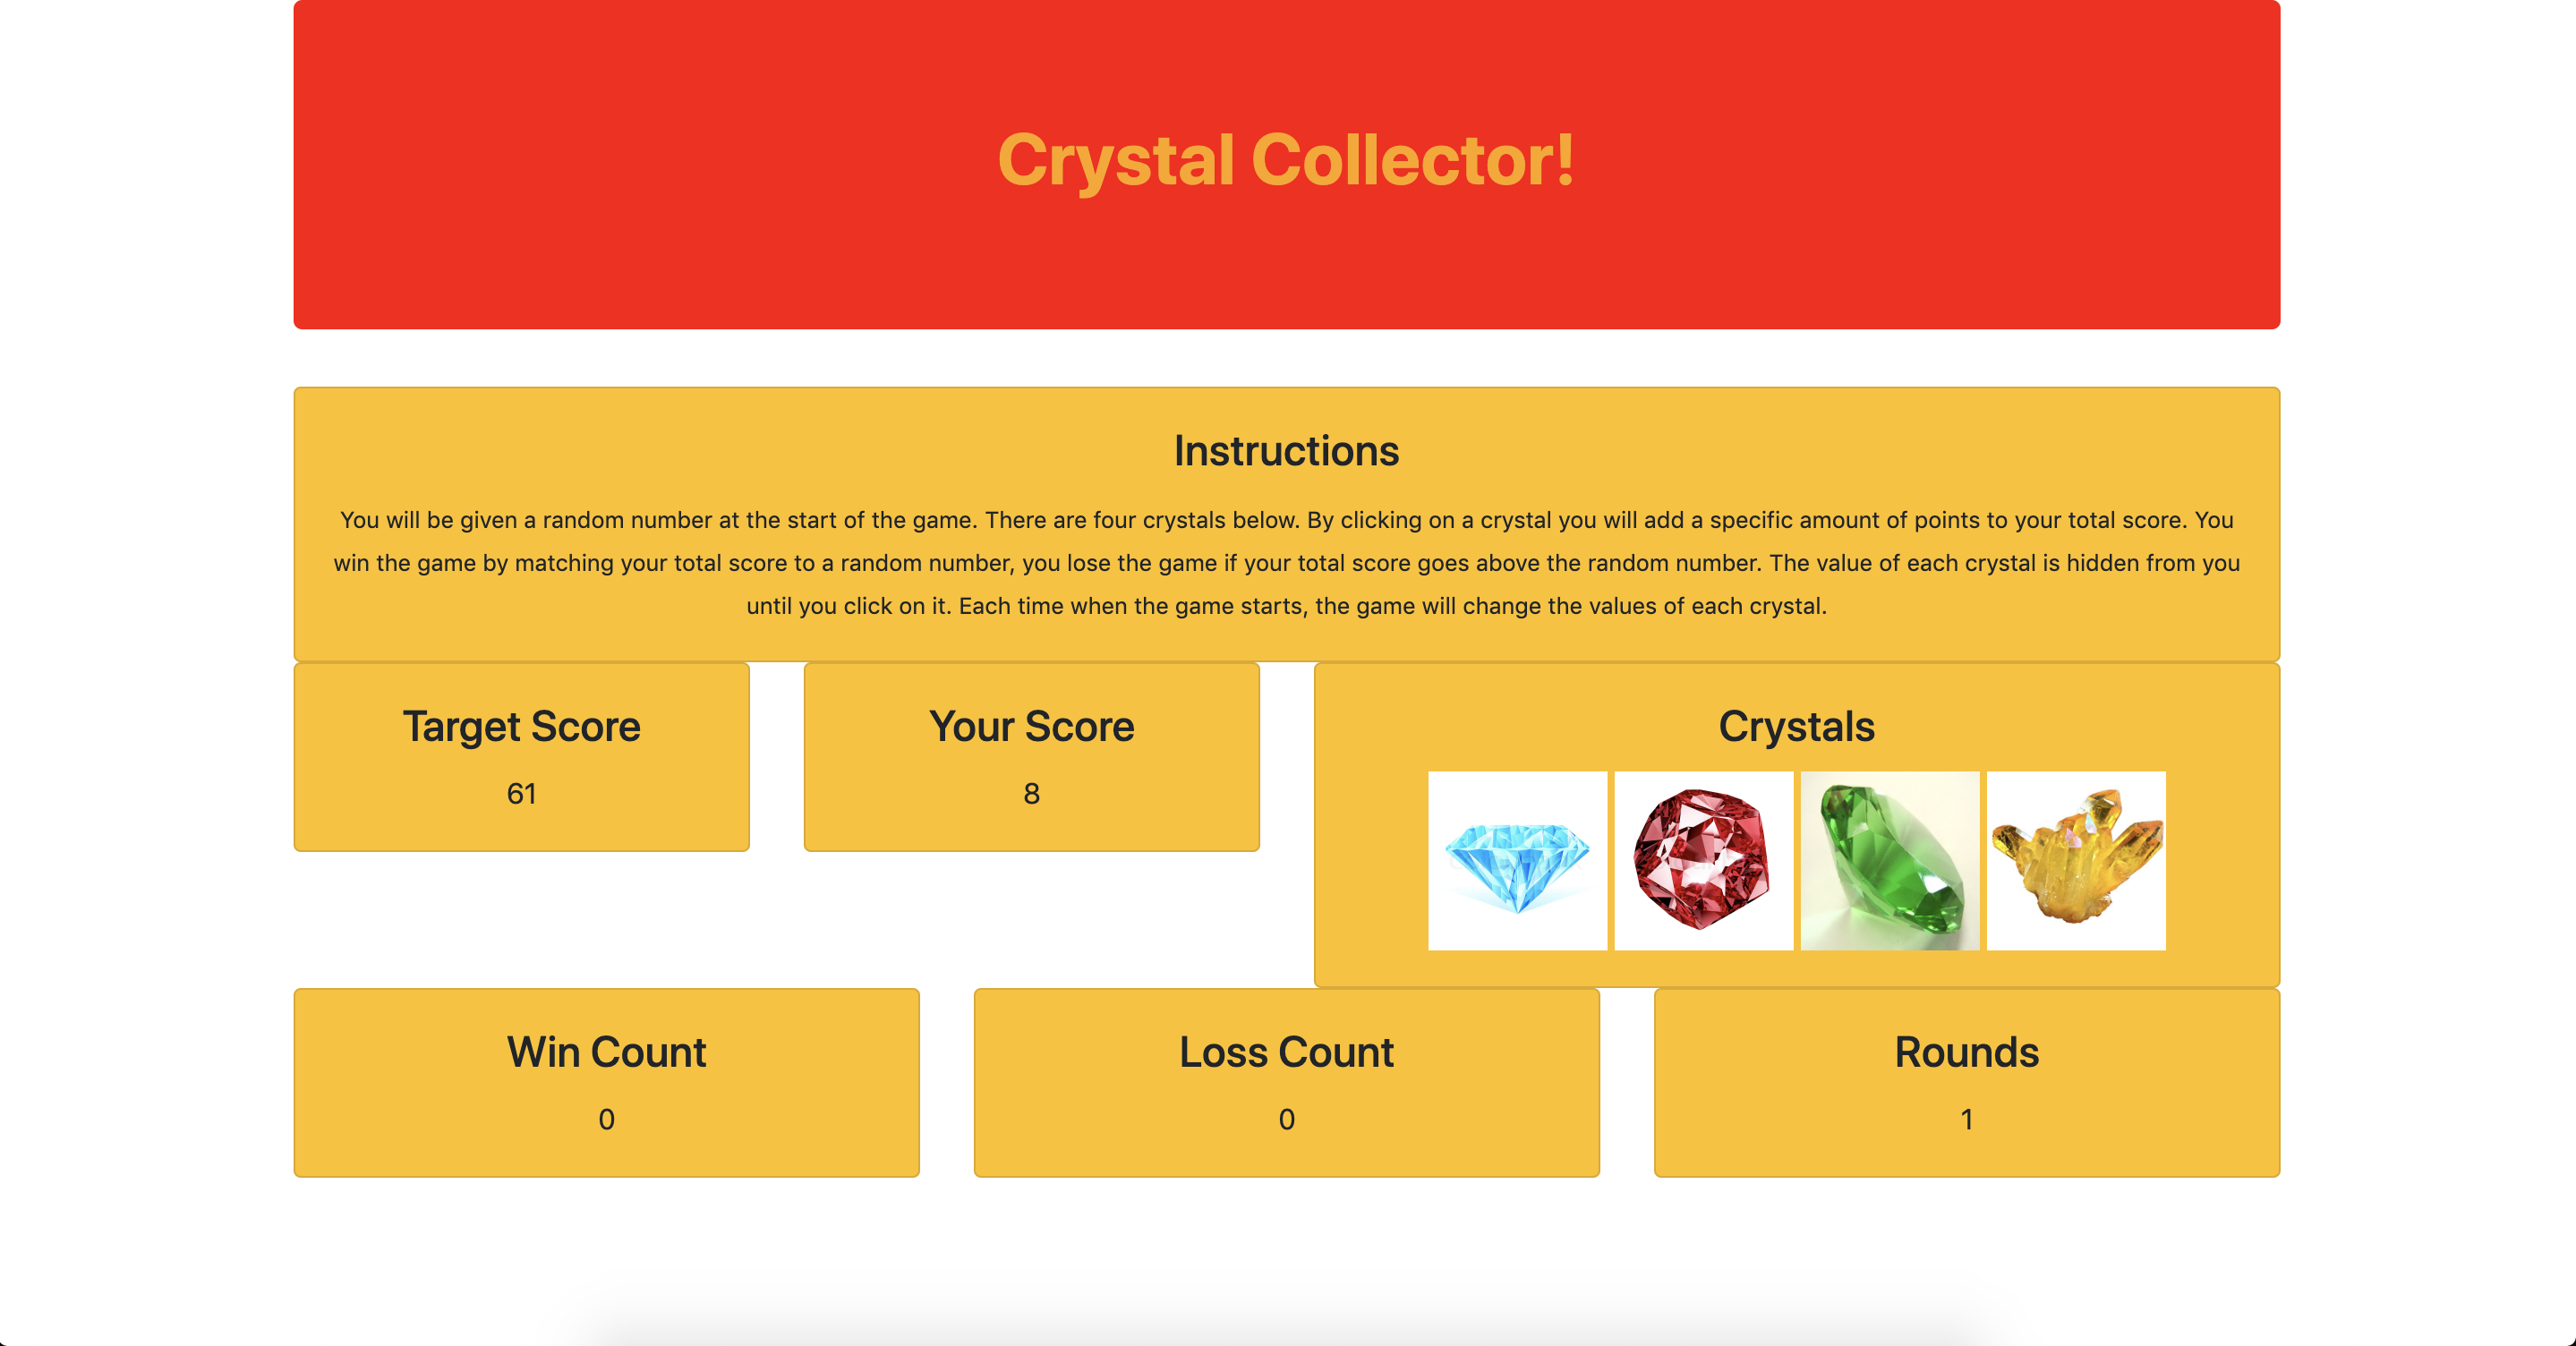 Crystal Collector!
Instructions
You will be given a random number at the start of the game. There are four crystals below. By clicking on a crystal you will add a specific amount of points to your total score. You
win the game by matching your total score to a random number, you lose the game if your total score goes above the random number. The value of each crystal is hidden from you
until you click on it. Each time when the game starts, the game will change the values of each crystal.
Target Score
61
Your Score
8
Crystals
Win Count
0
Loss Count
0
Rounds
1